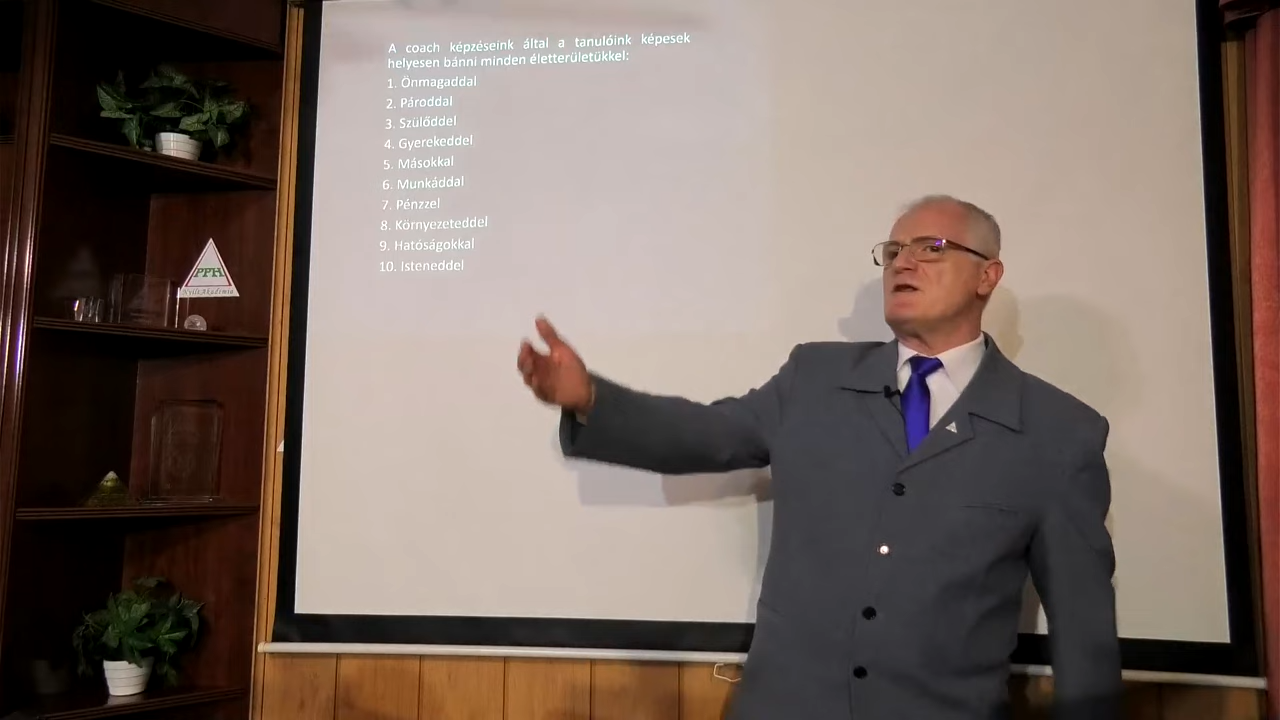 A coach képzéseink által a tanulóink képesek
helyesen bánni minden életterületükkel:
1. Önmagaddal
2. Pároddal
3. Szülőddel
4. Gyerekeddel
5. Másokkal
6. Munkáddal
7. Pénzzel
8. Környezeteddel
9. Hatóságokkal
10. Isteneddel
PPH
NyíltAkadémia